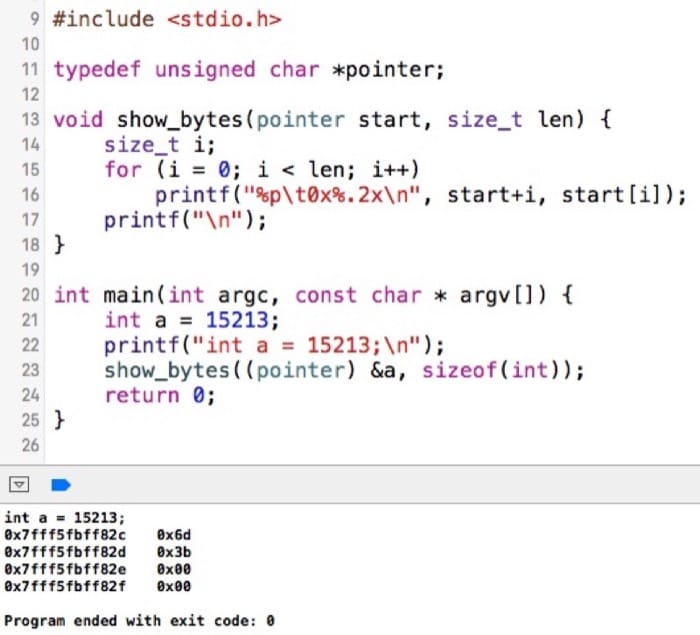 9 #include <stdio.h>
10
11 typedef unsigned char *pointer;
12
13 void show_bytes(pointer start, size_t len) {
14     size_t i;
15     for (i = 0; i < len; i++)
16         printf("%p\t0x%.2x\n", start+i, start[i]);
17     printf("\n");
18 }
19
20 int main(int argc, const char * argv[]) {
21     int a = 15213;
22     printf("int a = 15213;\n");
23     show_bytes((pointer) &a, sizeof(int));
24     return 0;
25 }
26
int a = 15213;
0x7fff5fbff82c    0x6d
0x7fff5fbff82d    0x3b
0x7fff5fbff82e    0x00
0x7fff5fbff82f    0x00
Program ended with exit code: 0